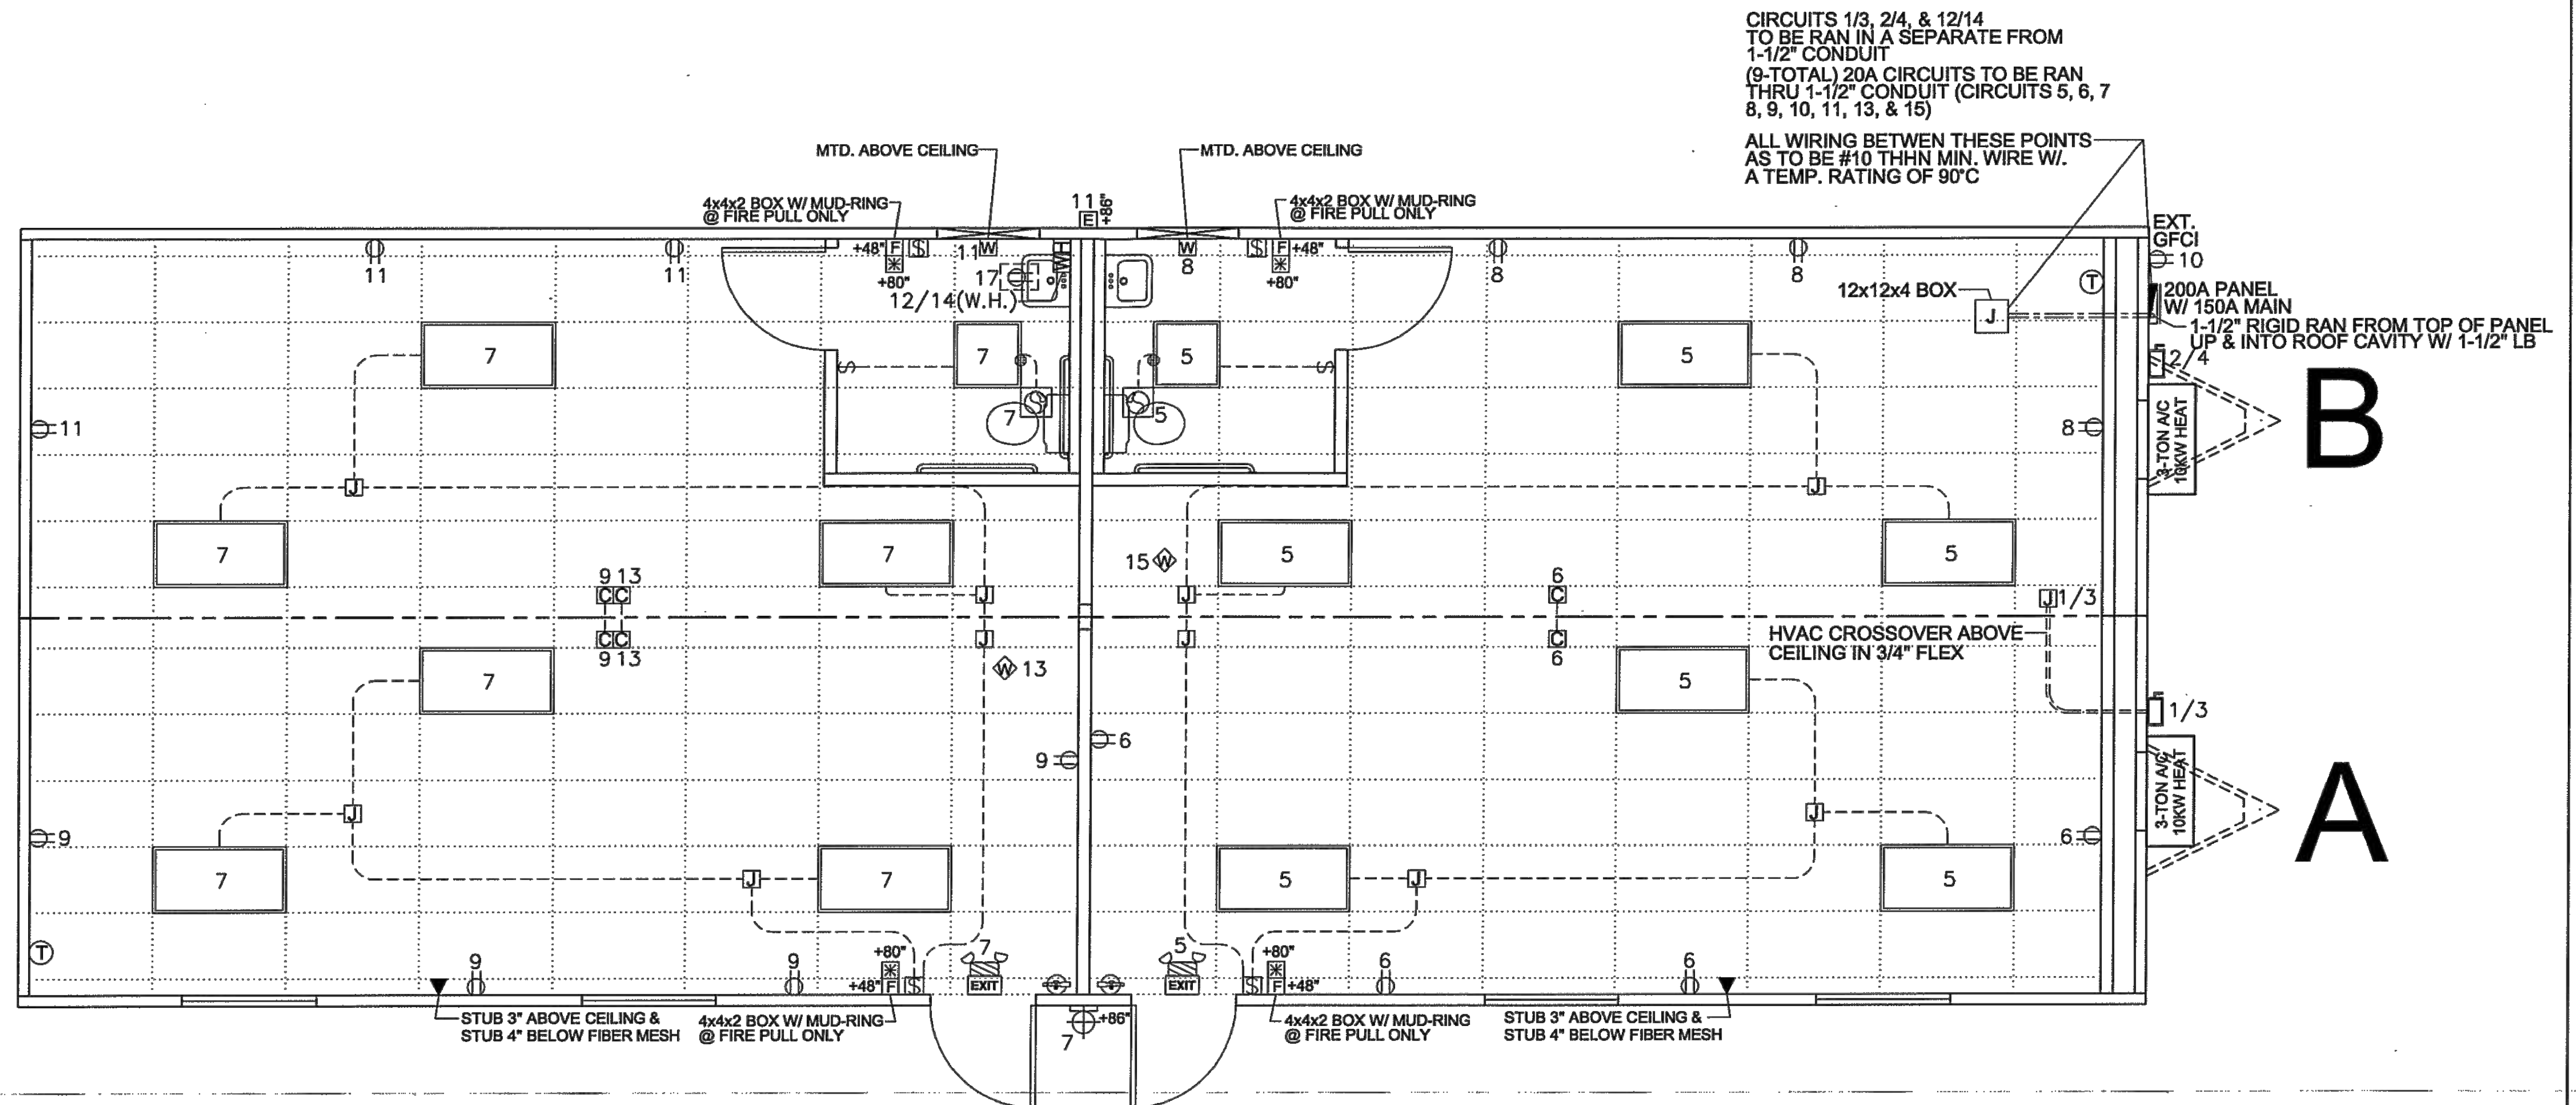 CIRCUITS 1/3, 2/4, & 12/14
TO BE RAN IN A SEPARATE FROM
1-1/2" CONDUIT
(9-TOTAL) 20A CIRCUITS TO BE RAN
THRU 1-1/2" CONDUIT (CIRCUITS 5, 6, 7
8, 9, 10, 11, 13, & 15)
ALL WIRING BETWEN THESE POINTS
AS TO BE #10 THHN MIN. WIRE W/.
A TEMP. RATING OF 90°C
MTD. ABOVE CEILING
MTD. ABOVE CEILING
4x4x2 BOX W/ MUD-RING
@ FIRE PULL ONLY
11
E
+86"
4x4x2 BOX W/ MUD-RING
@ FIRE PULL ONLY
EXT.
GFCI
10
11
11
+48" F S
+80"
11 W
WH
17
12/14(W.H.)
W
8
S F +48"
+80"
8
8
T
12x12x4 BOX
J
200A PANEL
W/ 150A MAIN
1-1/2" RIGID RAN FROM TOP OF PANEL
UP & INTO ROOF CAVITY W/ 1-1/2" LB
2/4
7
S
7
5
S
5
7
5
11
8
3-TON A/C
10KW HEAT
B
J
J
7
7
5
5
15 W
9 13
C C
J
J
6
C
J 1/3
C C
9 13
J
J
C
6
HVAC CROSSOVER ABOVE
CEILING IN 3/4" FLEX
W 13
7
5
1/3
9
6
3-TON A/C
10KW HEAT
A
J
J
9
6
7
J
7
5
J
5
T
9
9
+80"
+48" F S
7
EXIT
5
EXIT
+80"
S F +48"
6
6
STUB 3" ABOVE CEILING &
STUB 4" BELOW FIBER MESH
4x4x2 BOX W/ MUD-RING
@ FIRE PULL ONLY
+86"
7
4x4x2 BOX W/ MUD-RING
@ FIRE PULL ONLY
STUB 3" ABOVE CEILING &
STUB 4" BELOW FIBER MESH